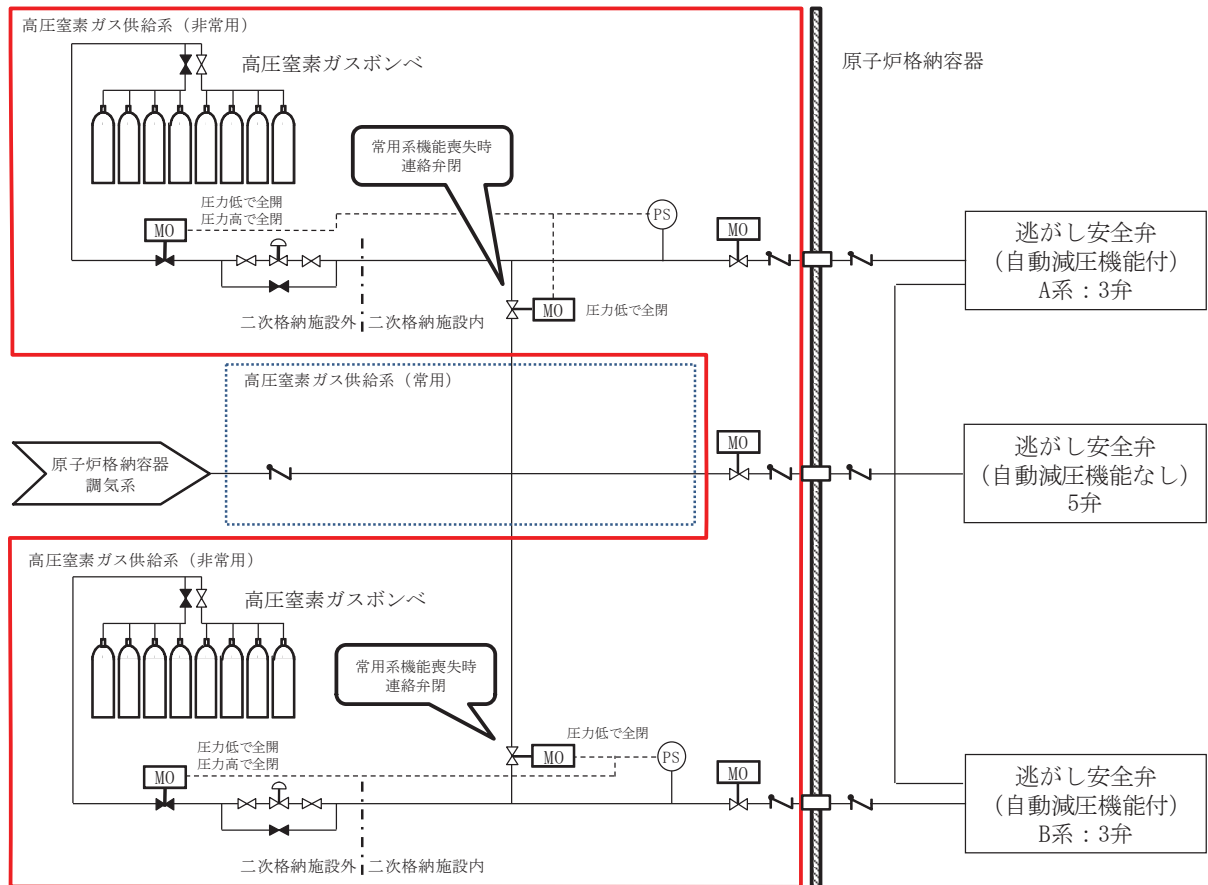 高圧窒素ガス供給系（非常用）
高圧窒素ガスボンベ
原子炉格納容器
常用系機能喪失時
連絡弁閉
圧力低で全開
圧力高で全閉
MO
PS
MO
MO
圧力低で全閉
二次格納施設外
二次格納施設内
逃がし安全弁
(自動減圧機能付)
A系：3弁
高圧窒素ガス供給系（常用）
原子炉格納容器
調気系
MO
逃がし安全弁
(自動減圧機能なし)
5弁
高圧窒素ガス供給系（非常用）
高圧窒素ガスボンベ
常用系機能喪失時
連絡弁閉
圧力低で全開
圧力高で全閉
MO
圧力低で全閉
MO
PS
MO
二次格納施設外
二次格納施設内
逃がし安全弁
(自動減圧機能付)
B系：3弁